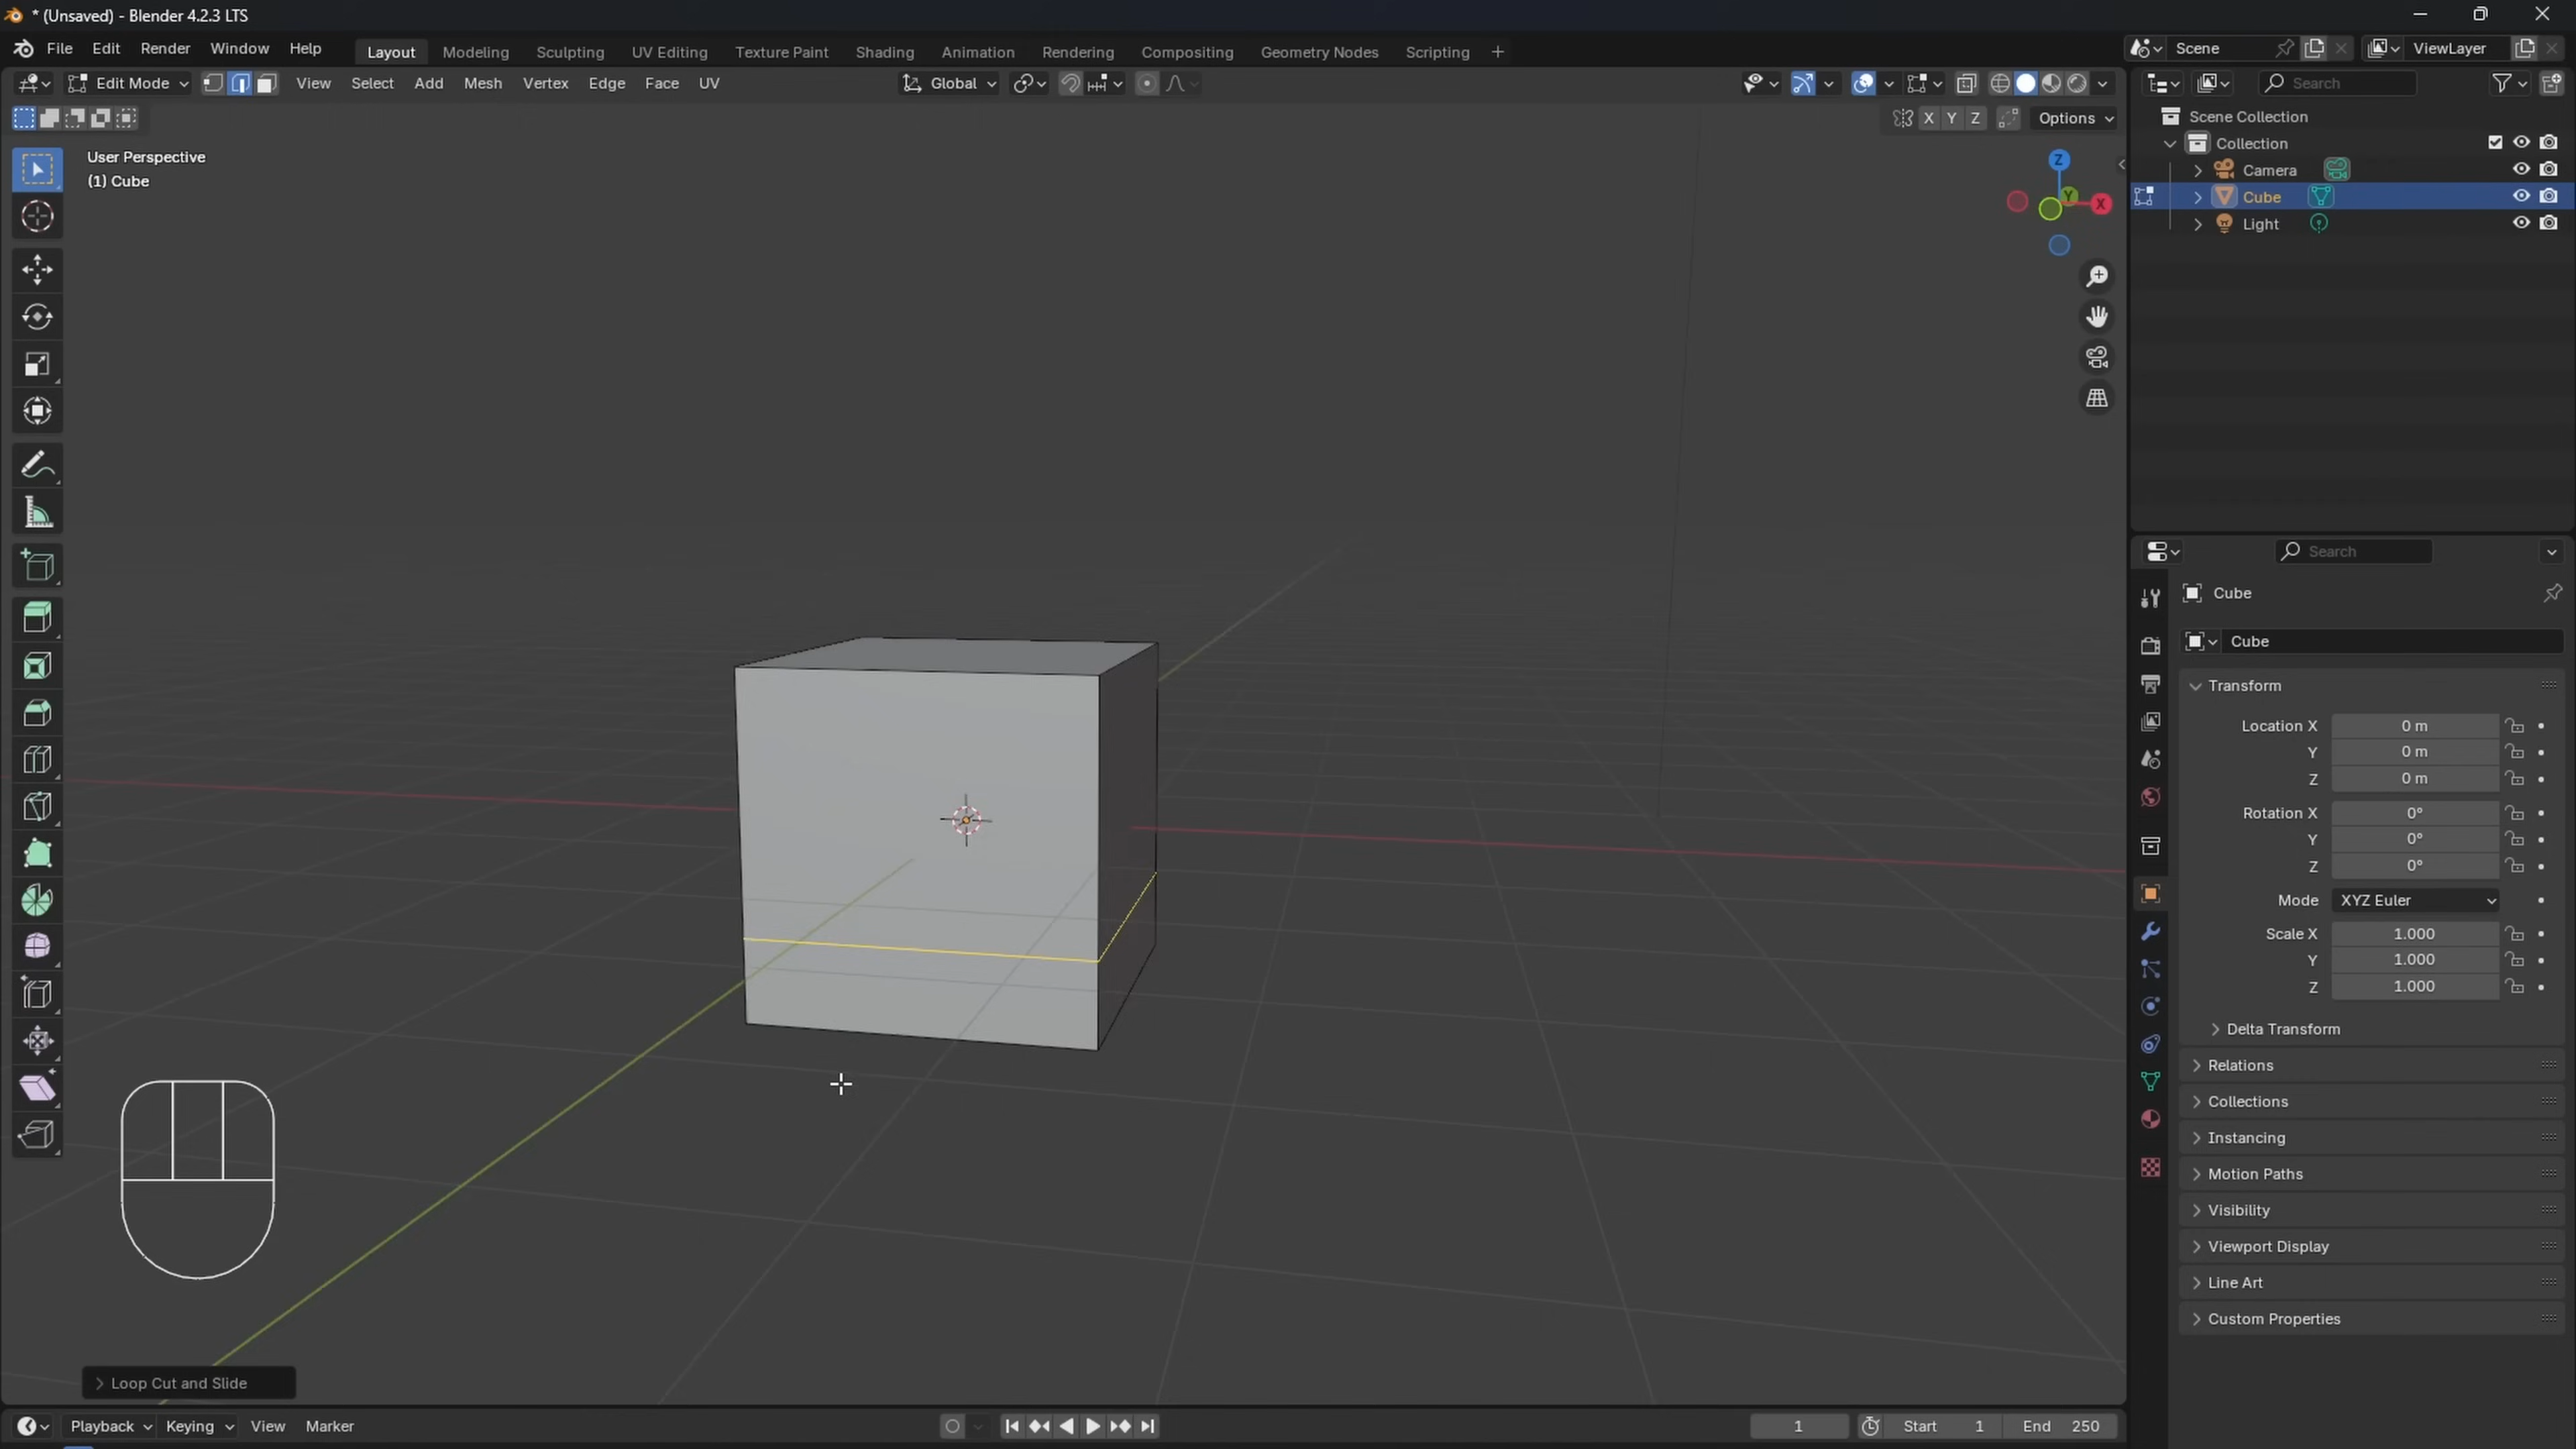 * (Unsaved) - Blender 4.2.3 LTS
File Edit Render Window Help Layout Modeling Sculpting UV Editing Texture Paint Shading Animation Rendering Compositing Geometry Nodes Scripting + Scene ViewLayer
Edit Mode View Select Add Mesh Vertex Edge Face UV Global Search
X Y Z Options
User Perspective
(1) Cube
Z
Y
X
Scene Collection
Collection
Camera
Cube
Light
Search
Cube
Cube
Transform
Location X 0 m
Y 0 m
Z 0 m
Rotation X 0°
Y 0°
Z 0°
Mode XYZ Euler
Scale X 1.000
Y 1.000
Z 1.000
Delta Transform
Relations
Collections
Instancing
Motion Paths
Visibility
Viewport Display
Line Art
Custom Properties
Loop Cut and Slide
Playback Keying View Marker 1 Start 1 End 250